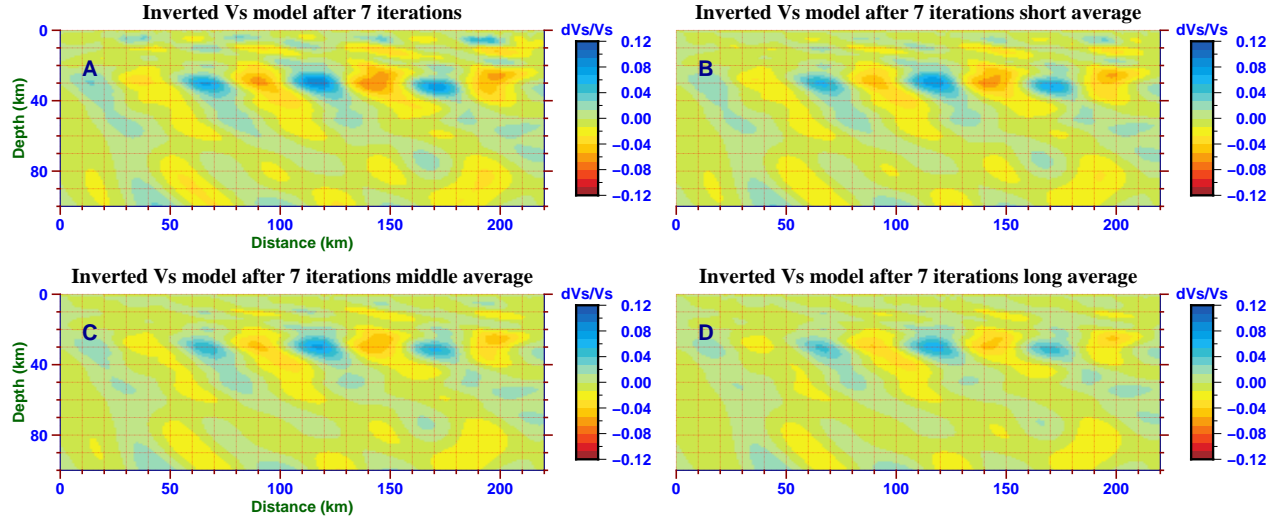 Inverted Vs model after 7 iterations
dVs/Vs
0
40
80
Depth (km)
A
0.12
0.08
0.04
0.00
−0.04
−0.08
−0.12
0 50 100 150 200
Distance (km)
Inverted Vs model after 7 iterations short average
dVs/Vs
0
40
80
B
0.12
0.08
0.04
0.00
−0.04
−0.08
−0.12
0 50 100 150 200
Inverted Vs model after 7 iterations middle average
dVs/Vs
0
40
80
Depth (km)
C
0.12
0.08
0.04
0.00
−0.04
−0.08
−0.12
0 50 100 150 200
Distance (km)
Inverted Vs model after 7 iterations long average
dVs/Vs
0
40
80
D
0.12
0.08
0.04
0.00
−0.04
−0.08
−0.12
0 50 100 150 200